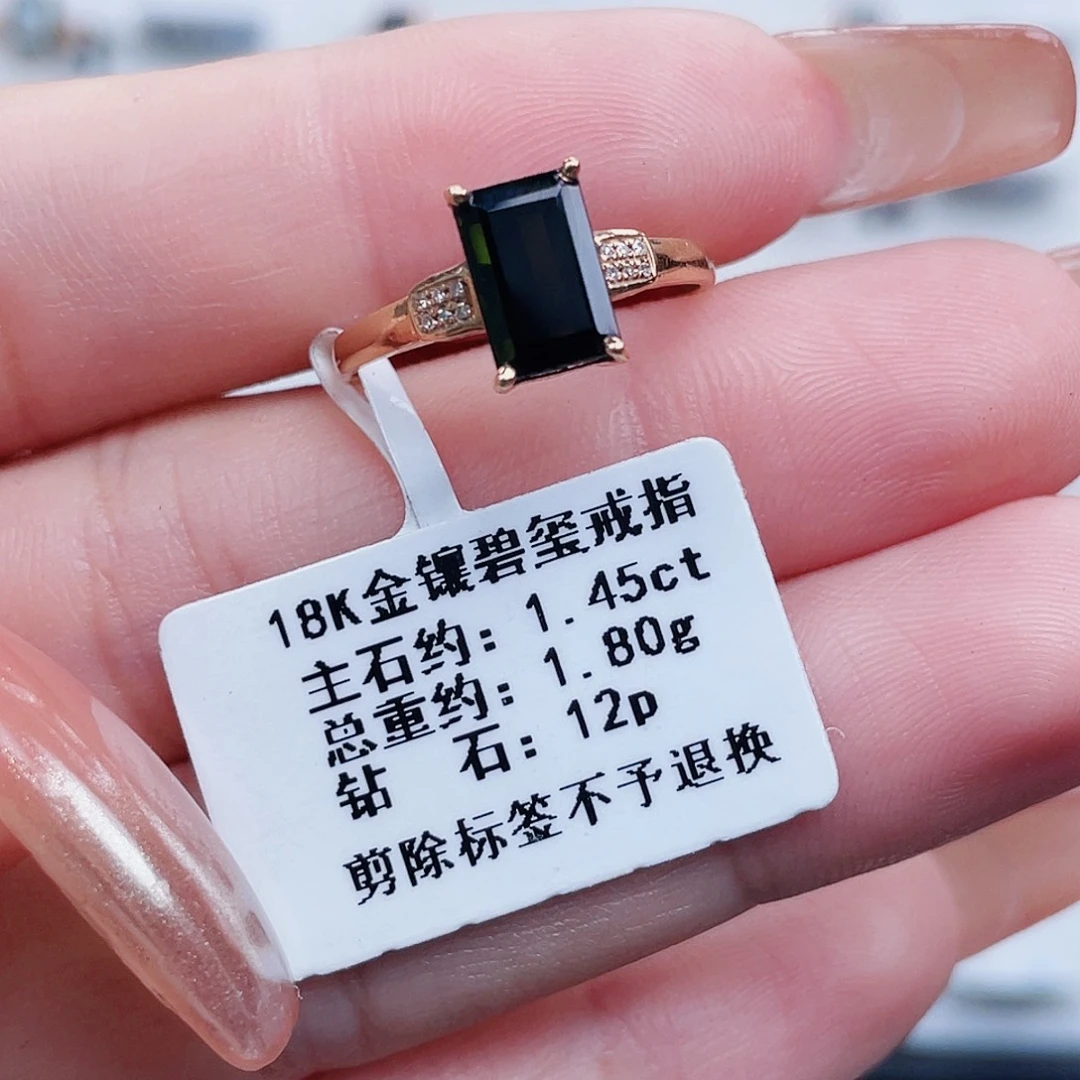 18K金镶碧玺戒指
主石约：1.45ct
总重约：1.80g
钻 石：12p
剪除标签不予退换